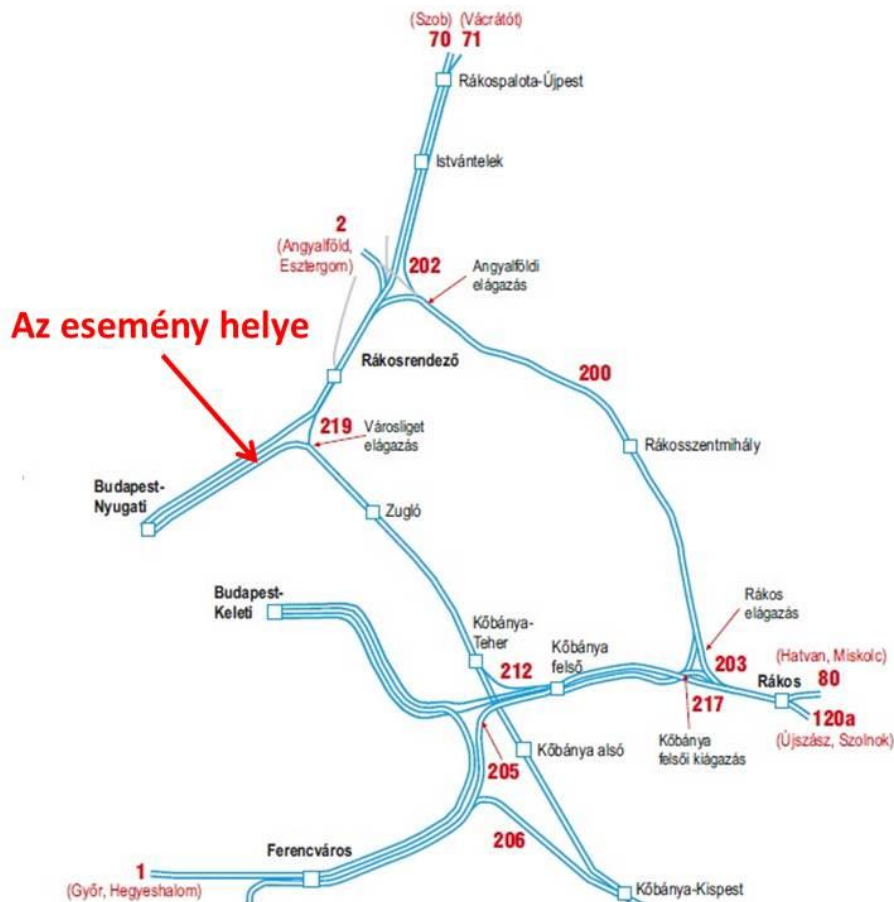 (Szob) (Vácrátót)
70 71
Rákospalota-Újpest
Istvántelek
2
(Angyalföld,
Esztergom)
202
Angyalföldi
elágazás
Az esemény helye
Rákosrendező
200
219
Városliget
elágazás
Rákosszentmihály
Budapest-
Nyugati
Zugló
Budapest-
Keleti
Rákos
elágazás
Kőbánya-
Teher
Kőbánya
felső
212
203
(Hatvan, Miskolc)
80
Rákos
217
120a
(Újszász, Szolnok)
Kőbánya
felsői kiágazás
Kőbánya alsó
205
206
Ferencváros
1
(Győr, Hegyeshalom)
Kőbánya-Kispest